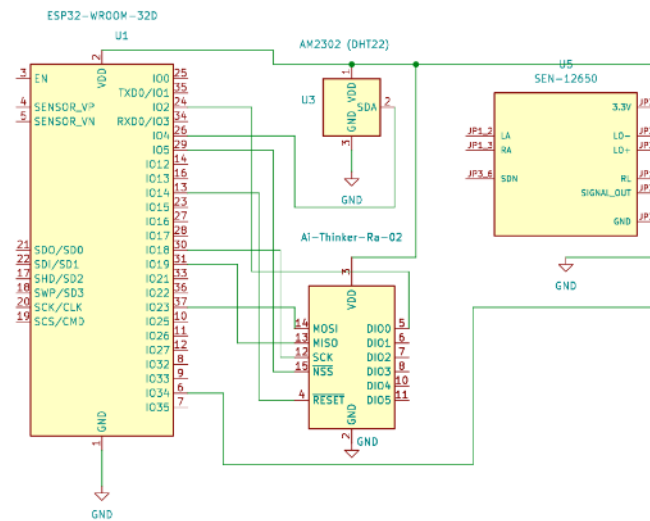 ESP32-WROOM-32D
U1
2
VDD
3 EN
4 SENSOR_VP
5 SENSOR_VN
21 SDO/SD0
22 SDI/SD1
17 SHD/SD2
18 SWP/SD3
20 SCK/CLK
19 SCS/CMD
IO0 25
TXD0/IO1 35
IO2 24
RXD0/IO3 34
IO4 26
IO5 29
IO12 14
IO13 16
IO14 13
IO15 23
IO16 27
IO17 28
IO18 30
IO19 31
IO21 33
IO22 36
IO23 37
IO25 10
IO26 11
IO27 12
IO32 8
IO33 9
IO34 6
IO35 7
GND
1
GND
AM2302 (DHT22)
U3
1
VDD
SDA 2
GND
3
GND
Ai-Thinker-Ra-02
3
VDD
14 MOSI
13 MISO
12 SCK
15 NSS
4 RESET
DIO0 5
DIO1 6
DIO2 7
DIO3 8
DIO4 10
DIO5 11
GND
2
GND
U5
SEN-12650
JP1_2 LA
JP1_3 RA
JP3_6 SDN
3.3V
LO-
LO+
RL
SIGNAL_OUT
GND
GND